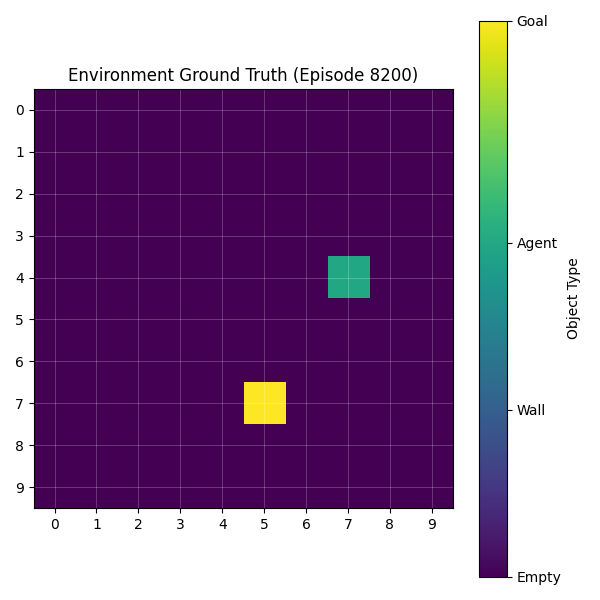 Environment Ground Truth (Episode 8200)
0
1
2
3
4
5
6
7
8
9
0 1 2 3 4 5 6 7 8 9
Goal
Agent
Wall
Empty
Object Type